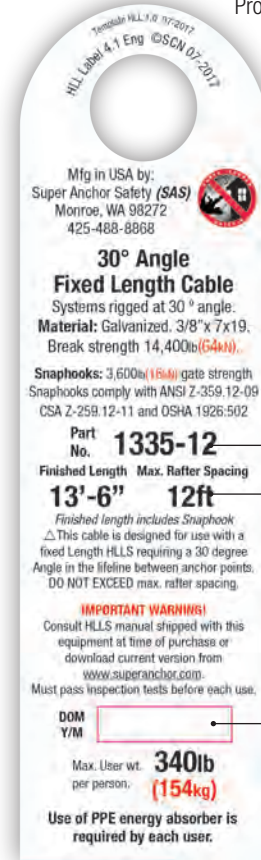 Pro
Template HLL1.0 07-2017
HLL Label 4.1 Eng ©SCN 07-2017
Mfg in USA by:
Super Anchor Safety (SAS)
Monroe, WA 98272
425-488-8868
30° Angle
Fixed Length Cable
Systems rigged at 30 ° angle.
Material: Galvanized. 3/8"x 7x19.
Break strength 14,400lb(64kN).
Snaphooks: 3,600lb(16kN) gate strength
Snaphooks comply with ANSI Z-359.12-09
CSA Z-259.12-11 and OSHA 1926:502
Part No. 1335-12
Finished Length Max. Rafter Spacing
13'-6" 12ft
Finished length includes Snaphook
⚠This cable is designed for use with a
fixed Length HLLS requiring a 30 degree
Angle in the lifeline between anchor points.
DO NOT EXCEED max. rafter spacing.
IMPORTANT WARNING!
Consult HLLS manual shipped with this
equipment at time of purchase or
download current version from
www.superanchor.com.
Must pass inspection tests before each use.
DOM
Y/M
Max. User wt. 340lb
per person. (154kg)
Use of PPE energy absorber is
required by each user.